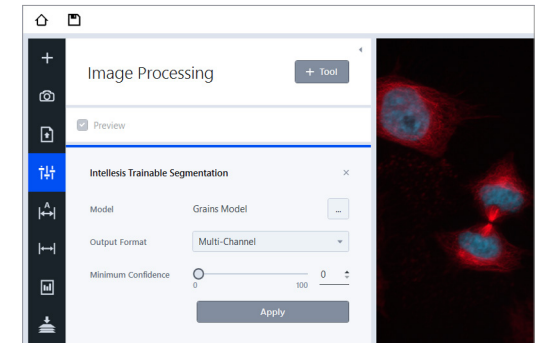 Image Processing
+ Tool
Preview
Intellesis Trainable Segmentation
Model Grains Model ...
Output Format Multi-Channel
Minimum Confidence 0
0 100
Apply
A